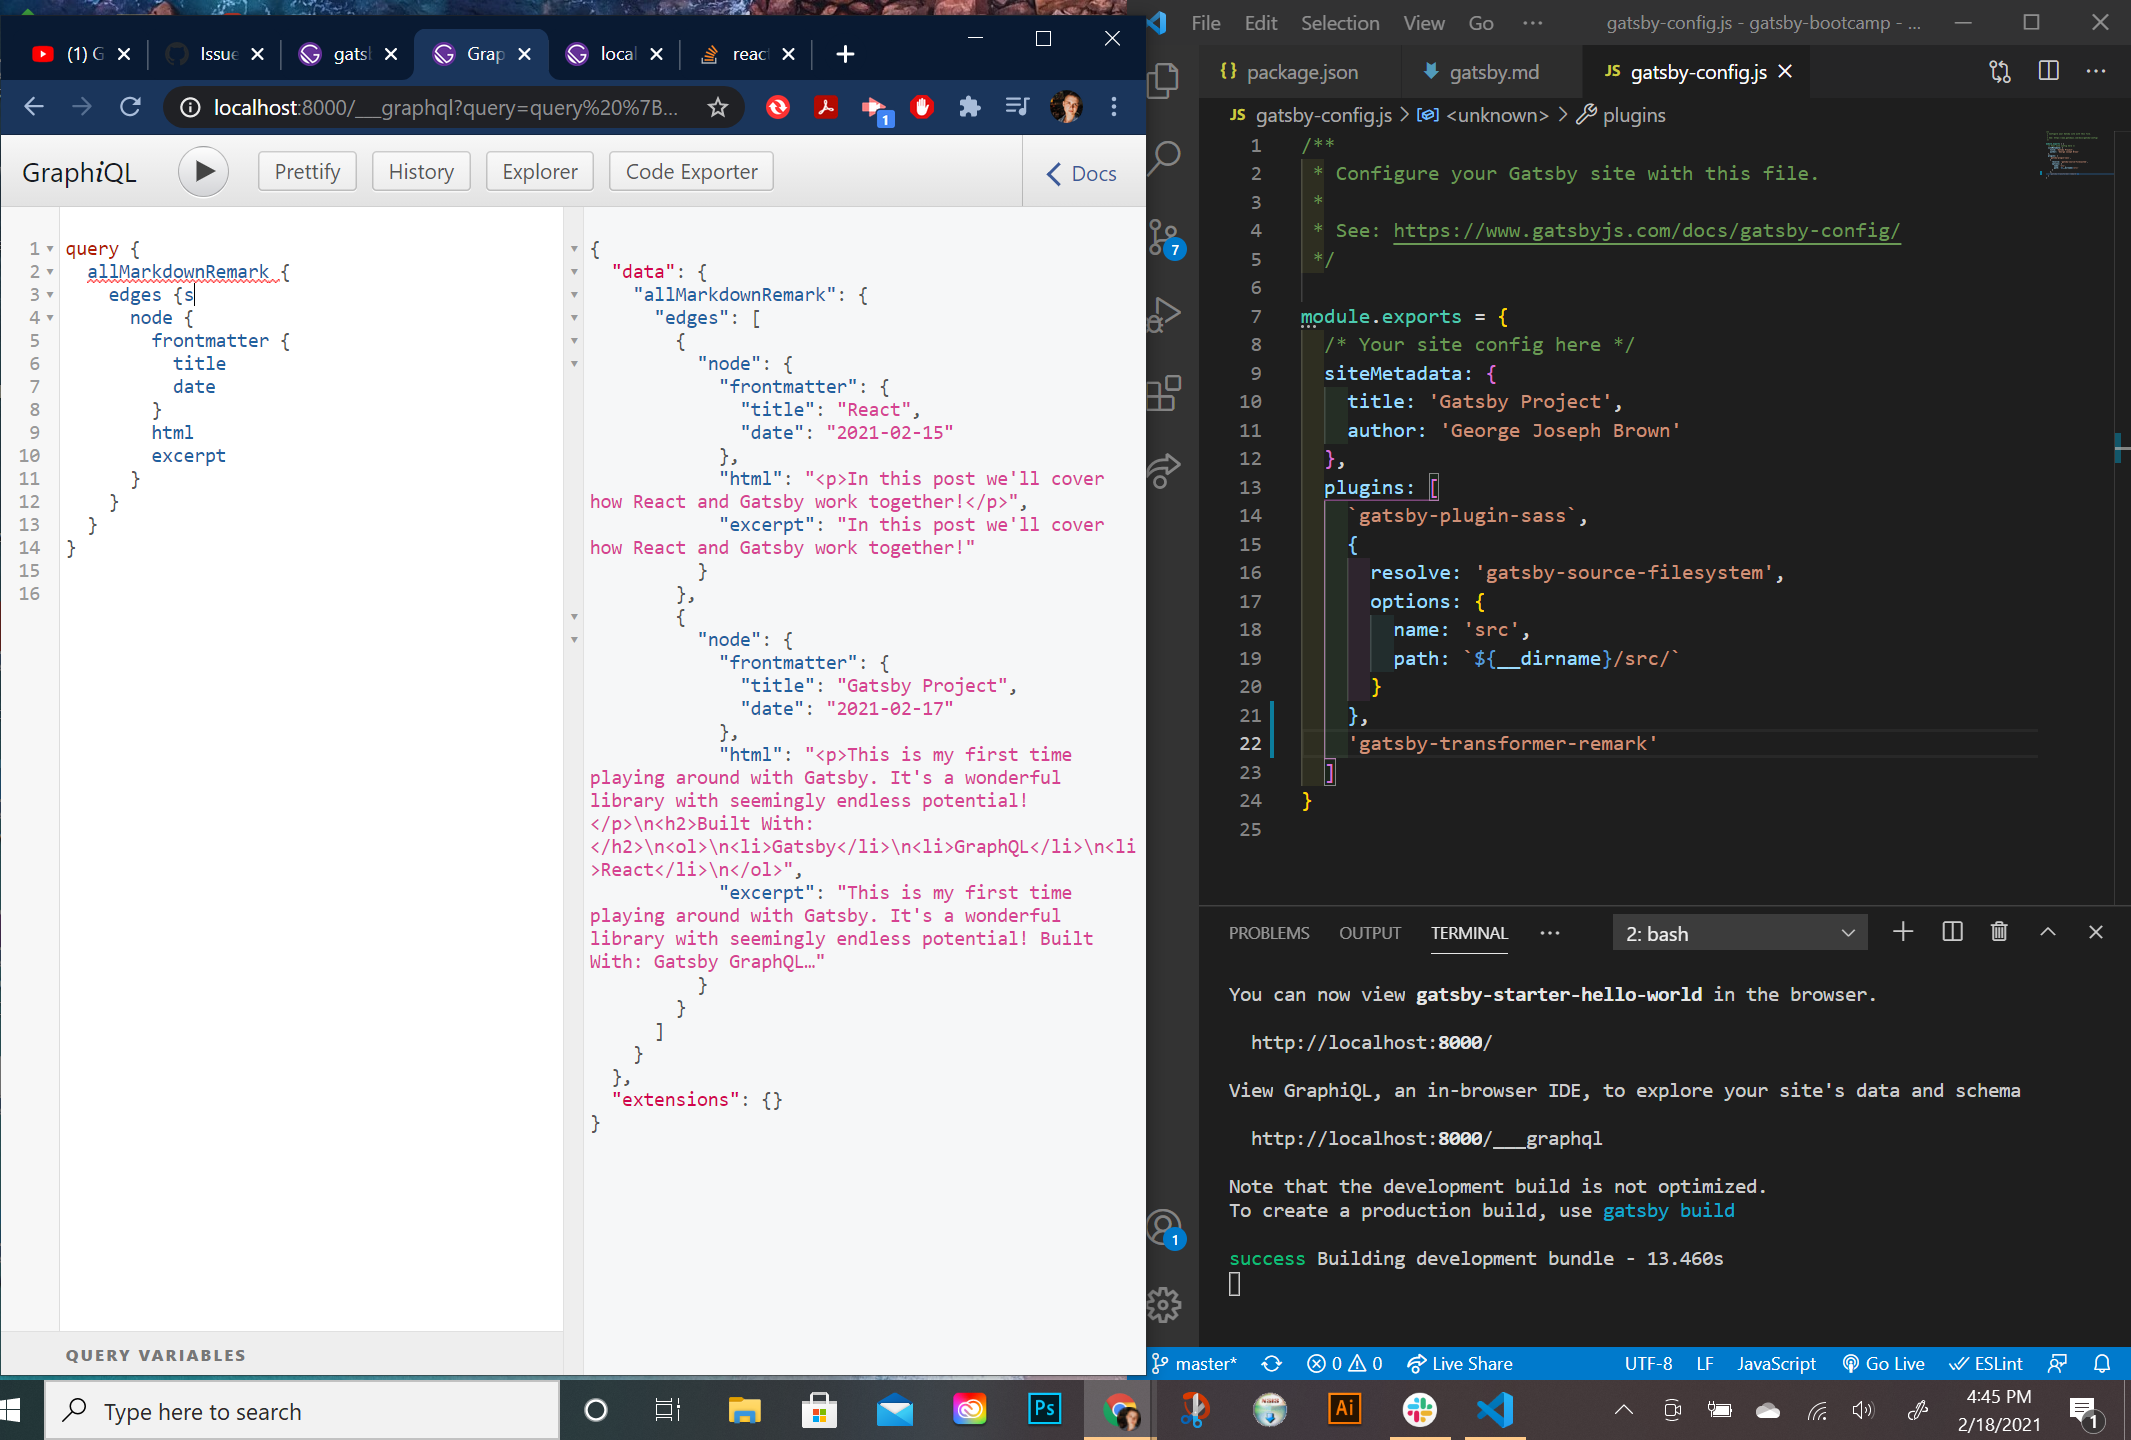 (1) G
Issue
gatsl
Grap
local
reac
localhost:8000/___graphql?query=query%20%7B...
1
GraphiQL
Prettify
History
Explorer
Code Exporter
Docs
1 query {
2 allMarkdownRemark {
3 edges {s
4 node {
5 frontmatter {
6 title
7 date
8 }
9 html
10 excerpt
11 }
12 }
13 }
14 }
15
16
QUERY VARIABLES
{
"data": {
"allMarkdownRemark": {
"edges": [
{
"node": {
"frontmatter": {
"title": "React",
"date": "2021-02-15"
},
"html": "<p>In this post we'll cover
how React and Gatsby work together!</p>",
"excerpt": "In this post we'll cover
how React and Gatsby work together!"
}
},
{
"node": {
"frontmatter": {
"title": "Gatsby Project",
"date": "2021-02-17"
},
"html": "<p>This is my first time
playing around with Gatsby. It's a wonderful
library with seemingly endless potential!
</p>\n<h2>Built With:
</h2>\n<ol>\n<li>Gatsby</li>\n<li>GraphQL</li>\n<li
>React</li>\n</ol>",
"excerpt": "This is my first time
playing around with Gatsby. It's a wonderful
library with seemingly endless potential! Built
With: Gatsby GraphQL…"
}
}
]
}
},
"extensions": {}
}
File Edit Selection View Go ··· gatsby-config.js - gatsby-bootcamp - ...
{} package.json
gatsby.md
JS gatsby-config.js
JS gatsby-config.js > <unknown> > plugins
7
1
1 /**
2 * Configure your Gatsby site with this file.
3 *
4 * See: https://www.gatsbyjs.com/docs/gatsby-config/
5 */
6
7 module.exports = {
8 /* Your site config here */
9 siteMetadata: {
10 title: 'Gatsby Project',
11 author: 'George Joseph Brown'
12 },
13 plugins: [
14 `gatsby-plugin-sass`,
15 {
16 resolve: 'gatsby-source-filesystem',
17 options: {
18 name: 'src',
19 path: `${__dirname}/src/`
20 }
21 },
22 'gatsby-transformer-remark'
23 ]
24 }
25
PROBLEMS OUTPUT TERMINAL ··· 2: bash
You can now view gatsby-starter-hello-world in the browser.
http://localhost:8000/
View GraphiQL, an in-browser IDE, to explore your site's data and schema
http://localhost:8000/___graphql
Note that the development build is not optimized.
To create a production build, use gatsby build
success Building development bundle - 13.460s
master* 0 0 Live Share UTF-8 LF JavaScript Go Live ESLint
Type here to search
Ps
Ai
4:45 PM
2/18/2021
1